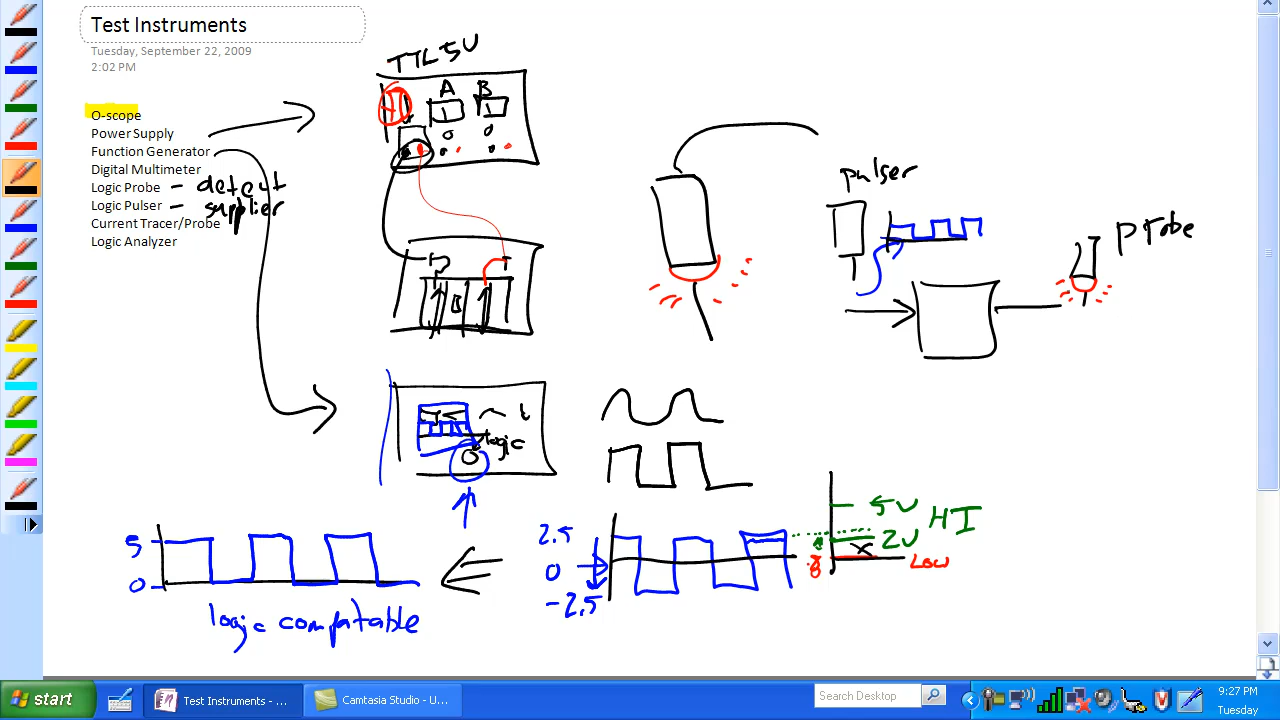 Test Instruments
Tuesday, September 22, 2009
2:02 PM
O-scope
Power Supply
Function Generator
Digital Multimeter
Logic Probe - detect
Logic Pulser - supplier
Current Tracer/Probe
Logic Analyzer
TTL 5V
A B
pulser
probe
logic
5
0
logic compatable
2.5
0
-2.5
5V
HI
2V
.8
X
Low
start
Test Instruments - ...
Camtasia Studio - U...
Search Desktop
9:27 PM
Tuesday